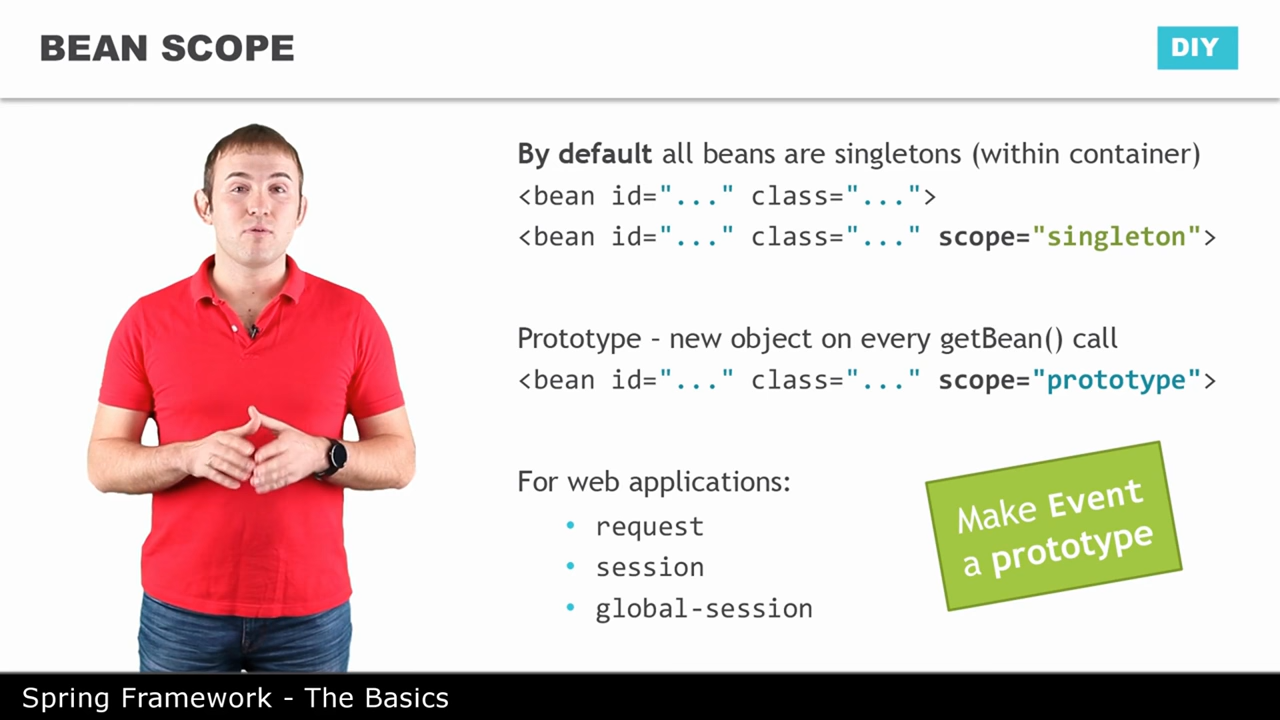 BEAN SCOPE
DIY
By default all beans are singletons (within container)
<bean id="..." class="...">
<bean id="..." class="..." scope="singleton">
Prototype - new object on every getBean() call
<bean id="..." class="..." scope="prototype">
For web applications:
• request
• session
• global-session
Make Event
a prototype
Spring Framework - The Basics